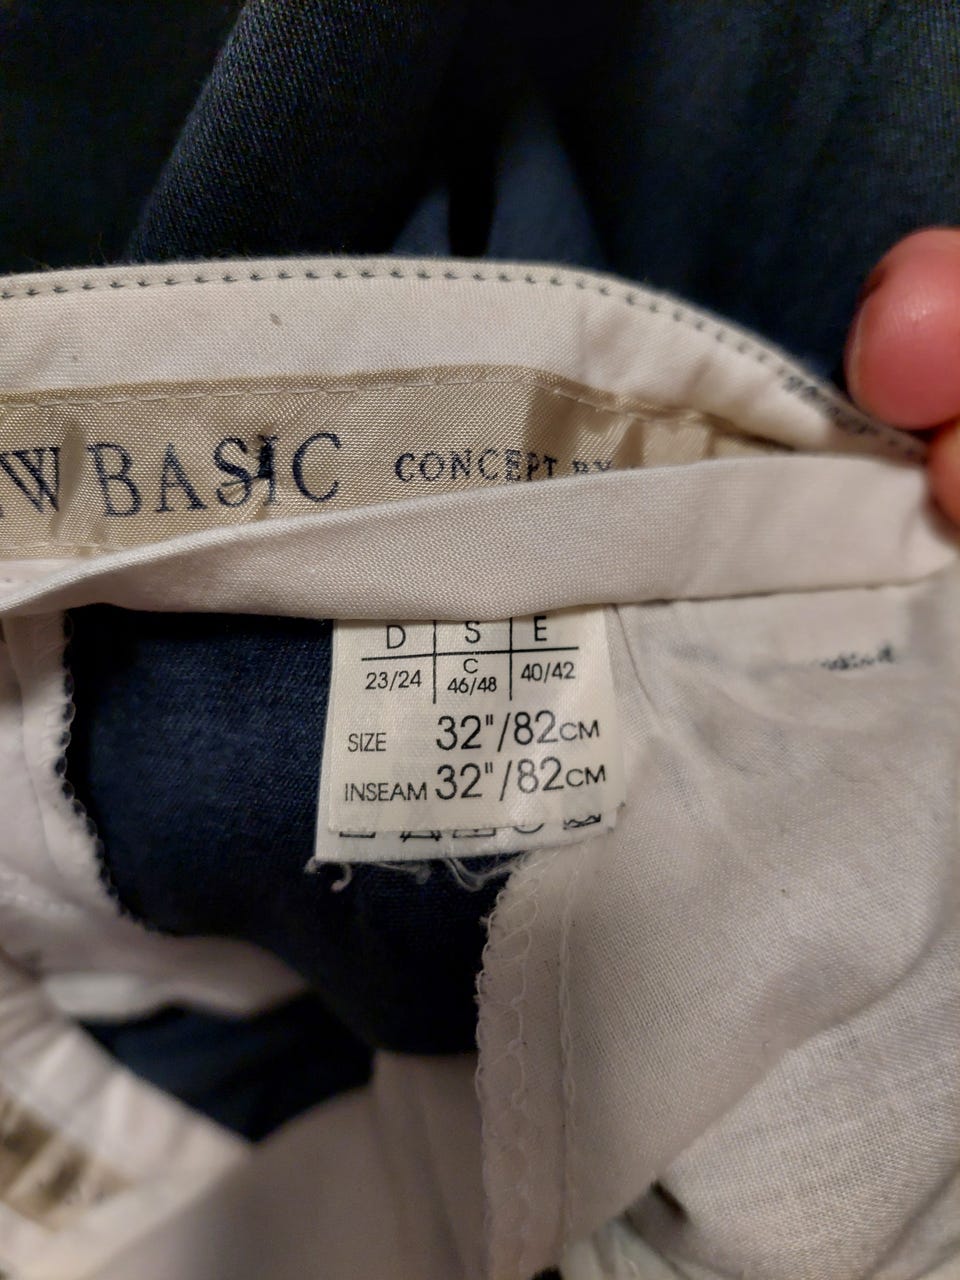 W BASIC CONCEPT BY
D S E
23/24 C 46/48 40/42
SIZE 32"/82CM
INSEAM 32"/82CM